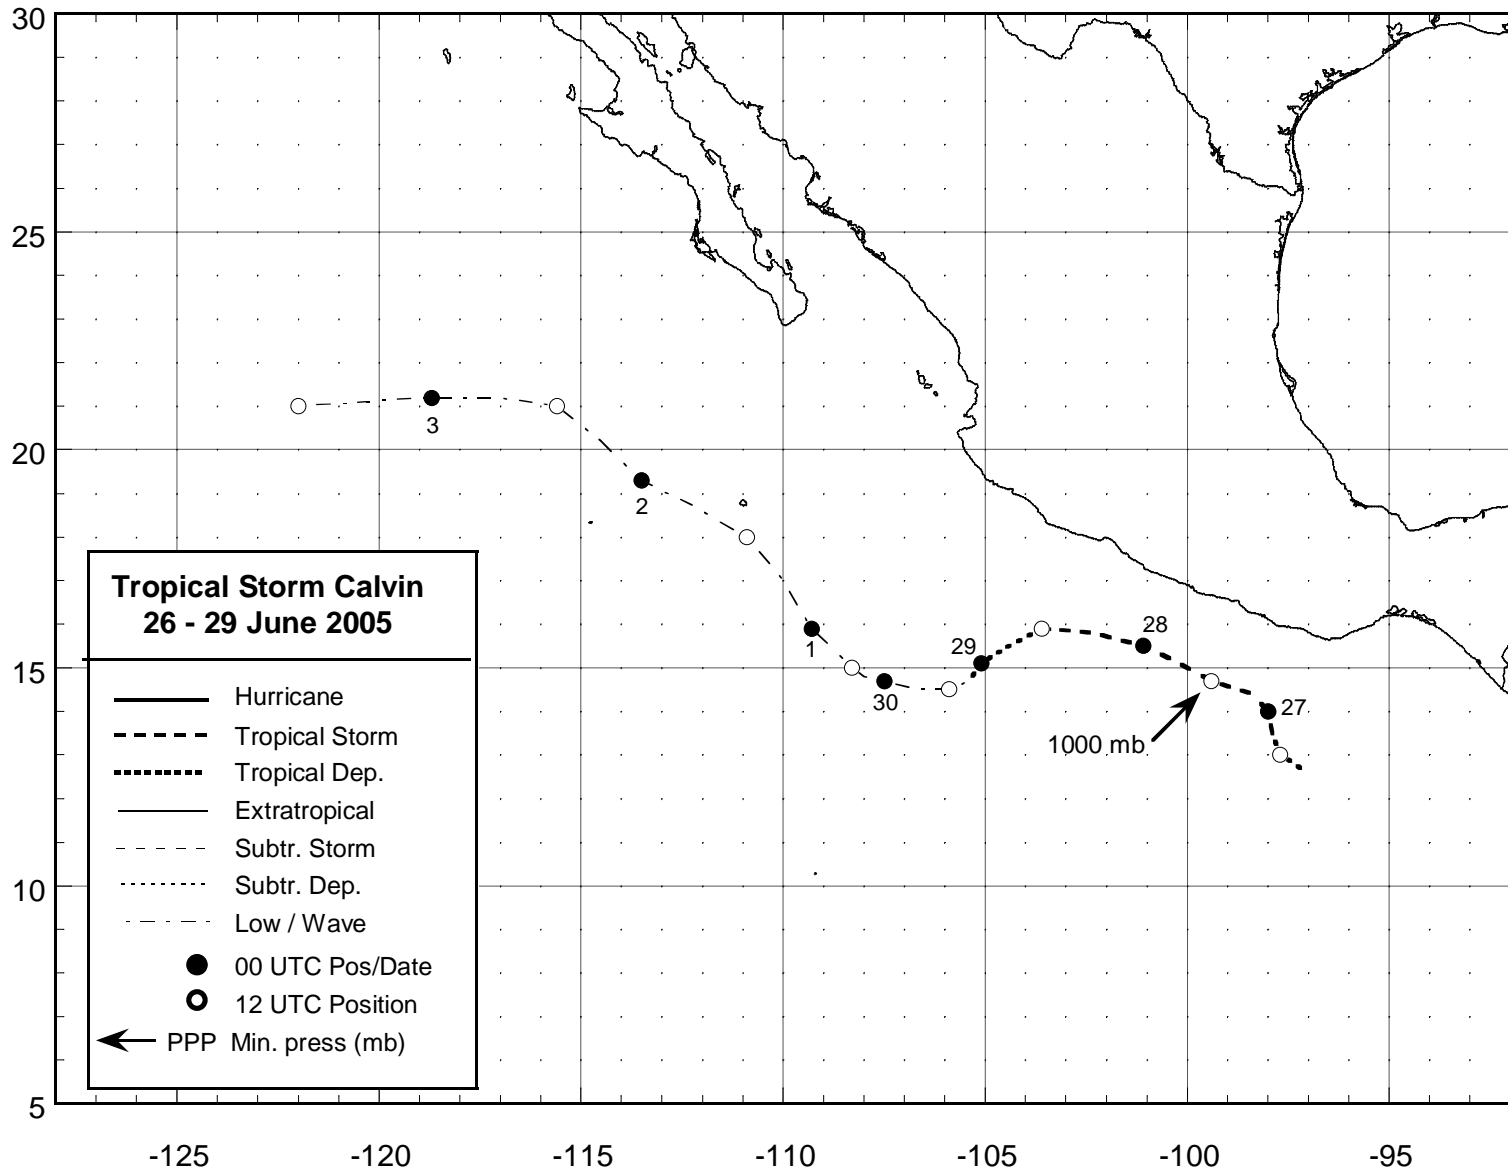 30
25
20
15
10
5
-125
-120
-115
-110
-105
-100
-95
3
2
1
30
29
28
27
1000 mb
Tropical Storm Calvin
26 - 29 June 2005
Hurricane
Tropical Storm
Tropical Dep.
Extratropical
Subtr. Storm
Subtr. Dep.
Low / Wave
00 UTC Pos/Date
12 UTC Position
PPP Min. press (mb)